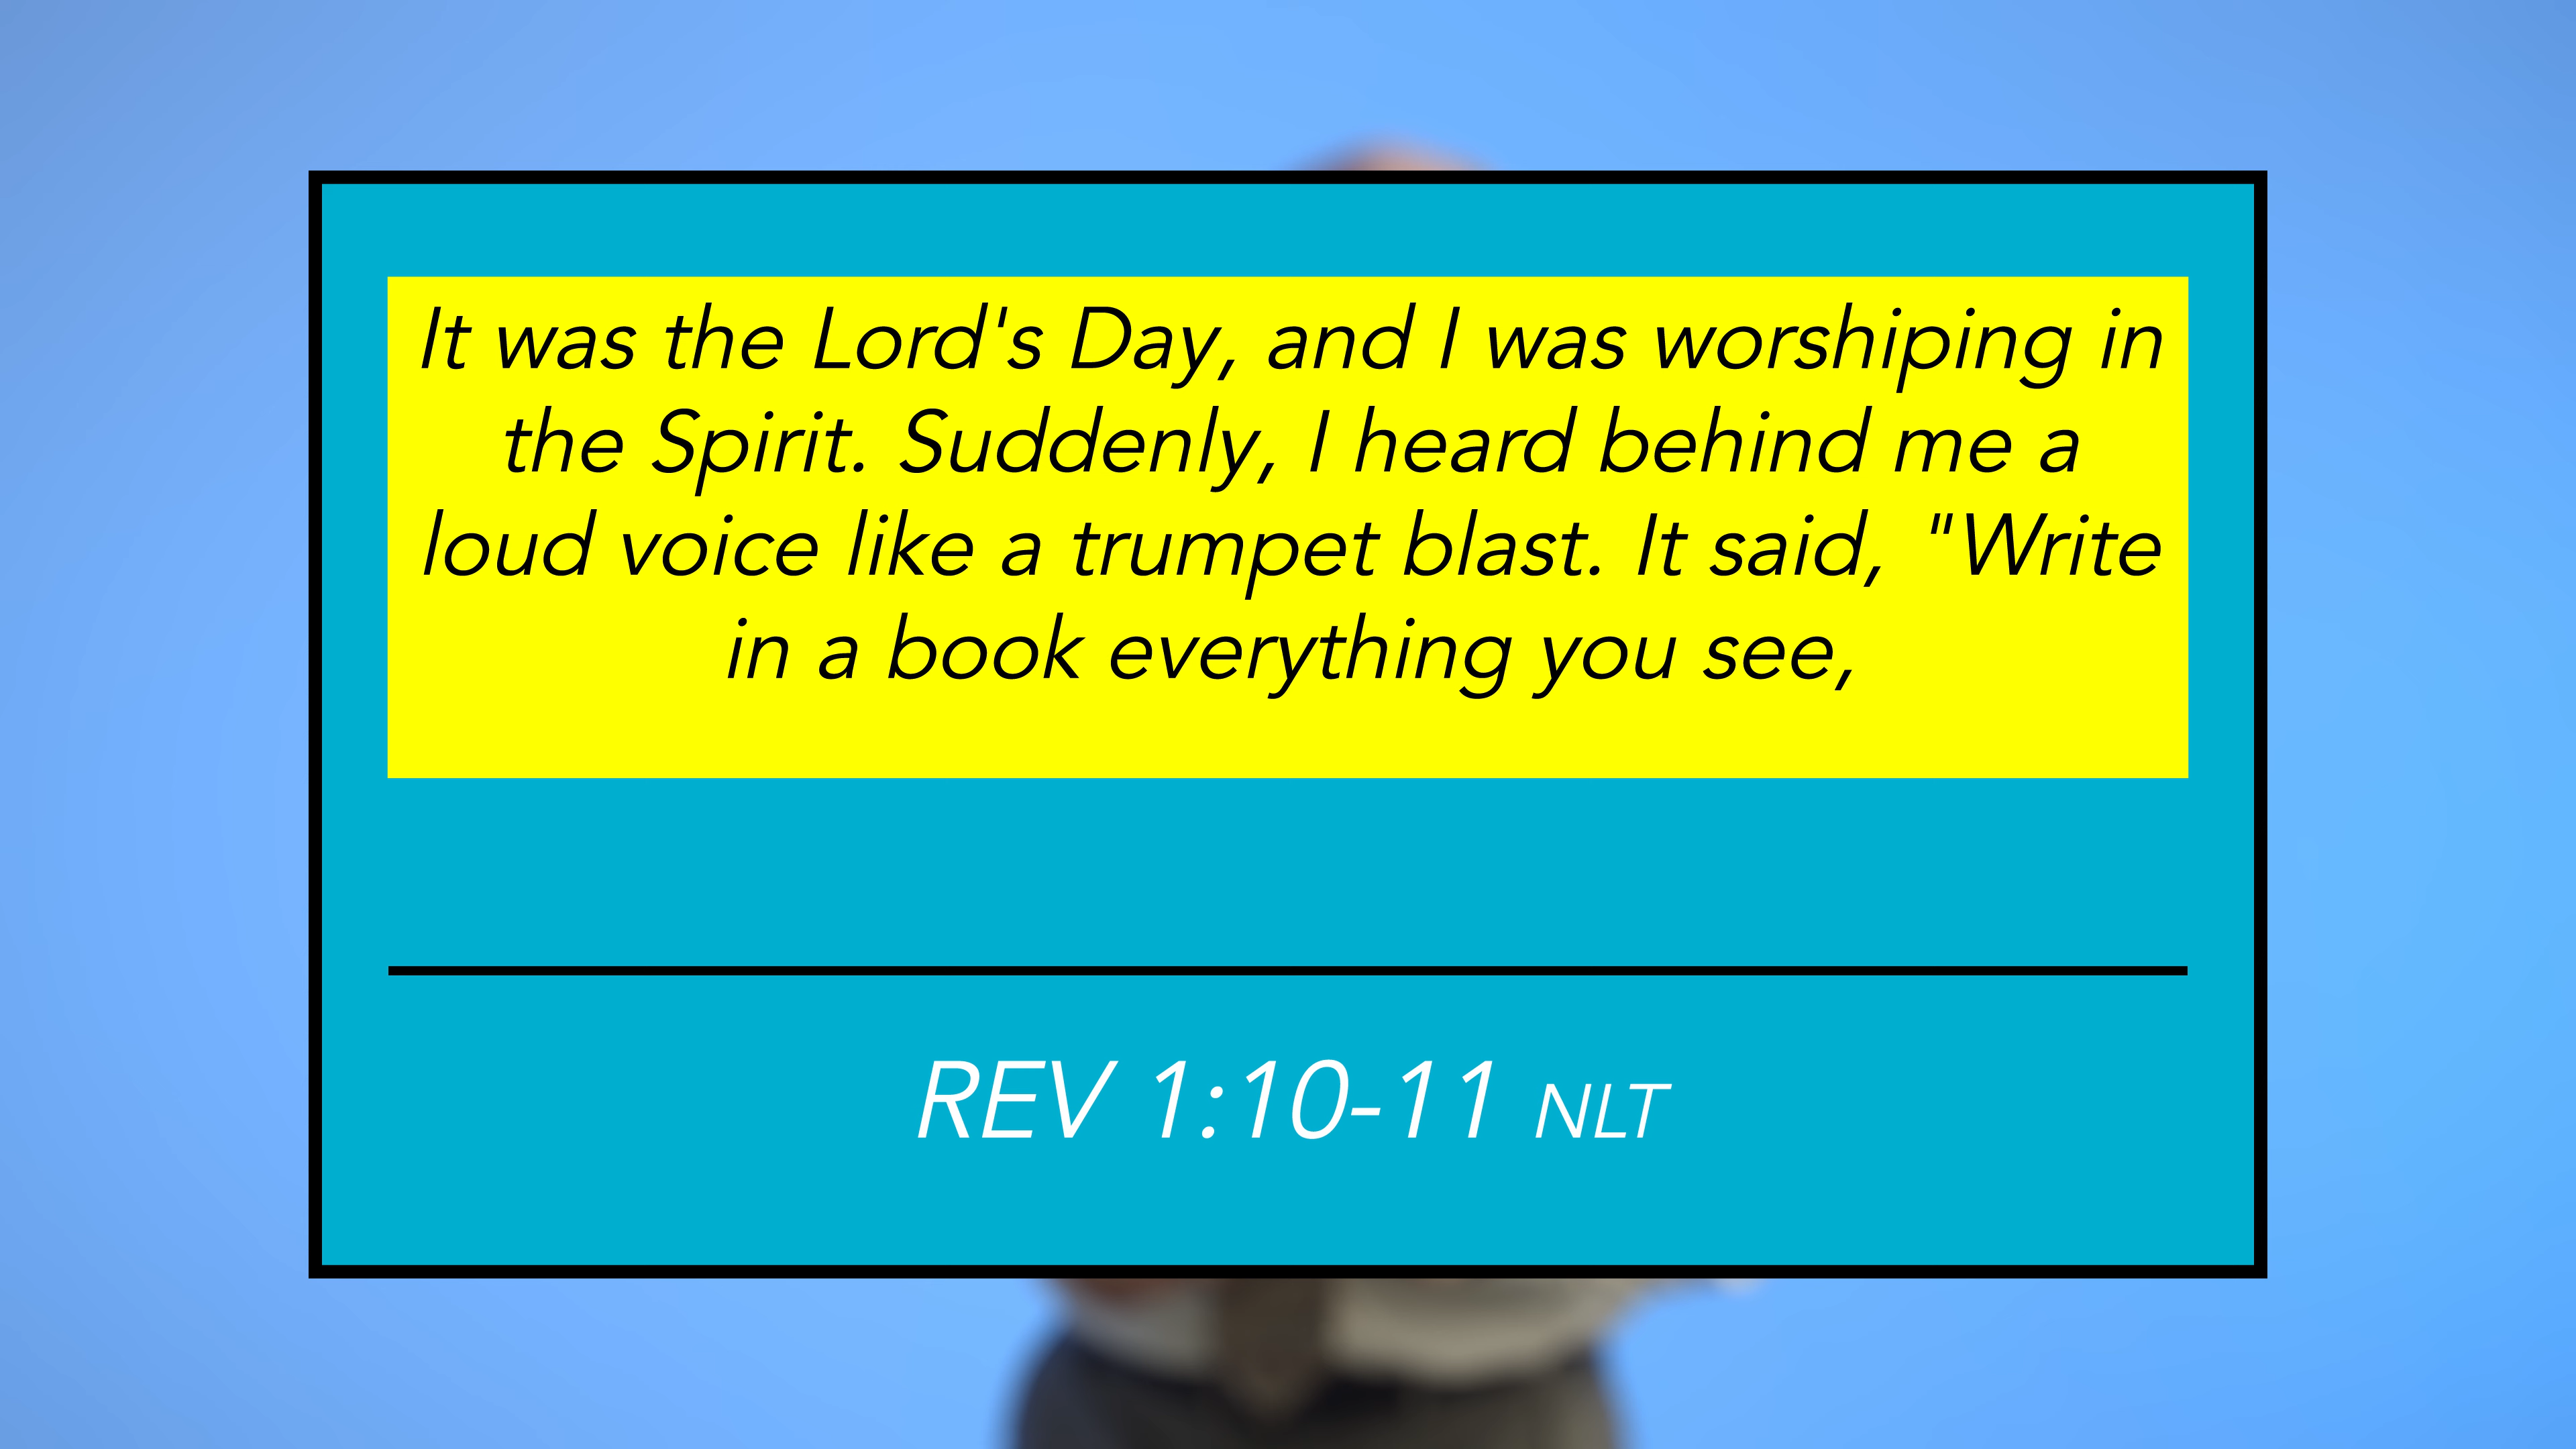 It was the Lord's Day, and I was worshiping in
the Spirit. Suddenly, I heard behind me a
loud voice like a trumpet blast. It said, "Write
in a book everything you see,
REV 1:10-11 NLT